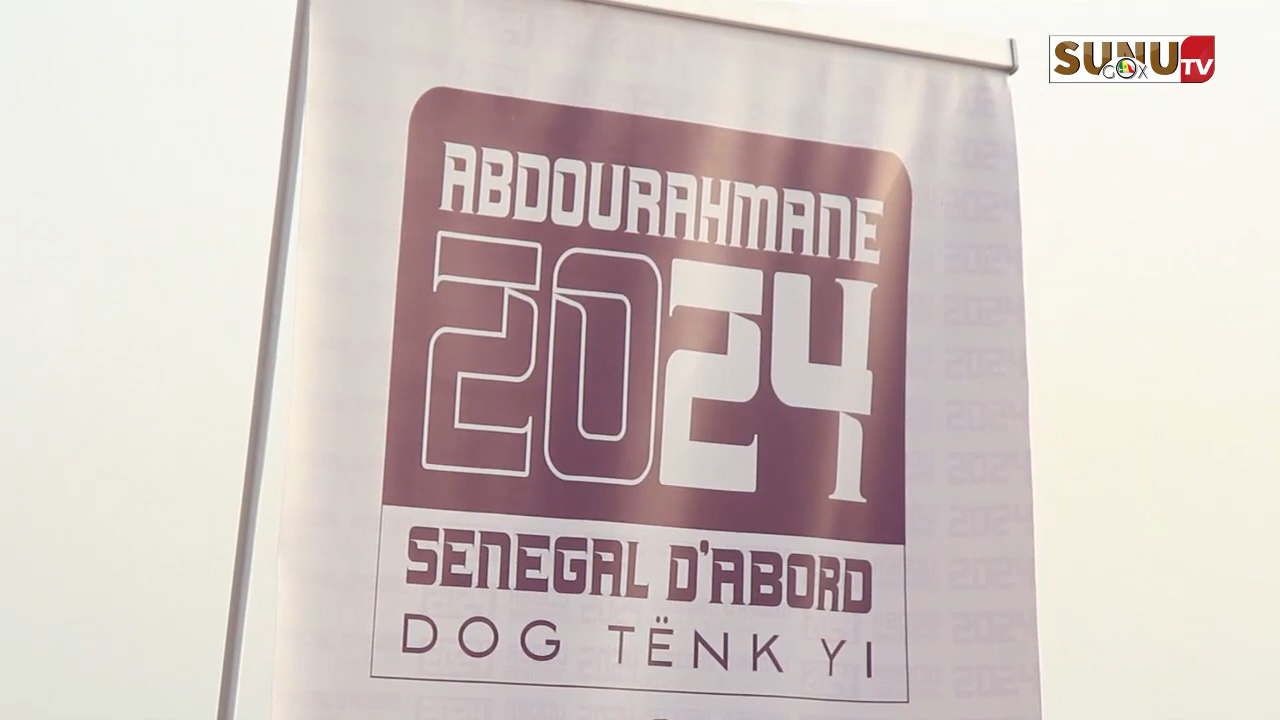 SUNU
GOX
TV
ABDOURAHMANE
2024
SENEGAL D'ABORD
DOG TËNK YI